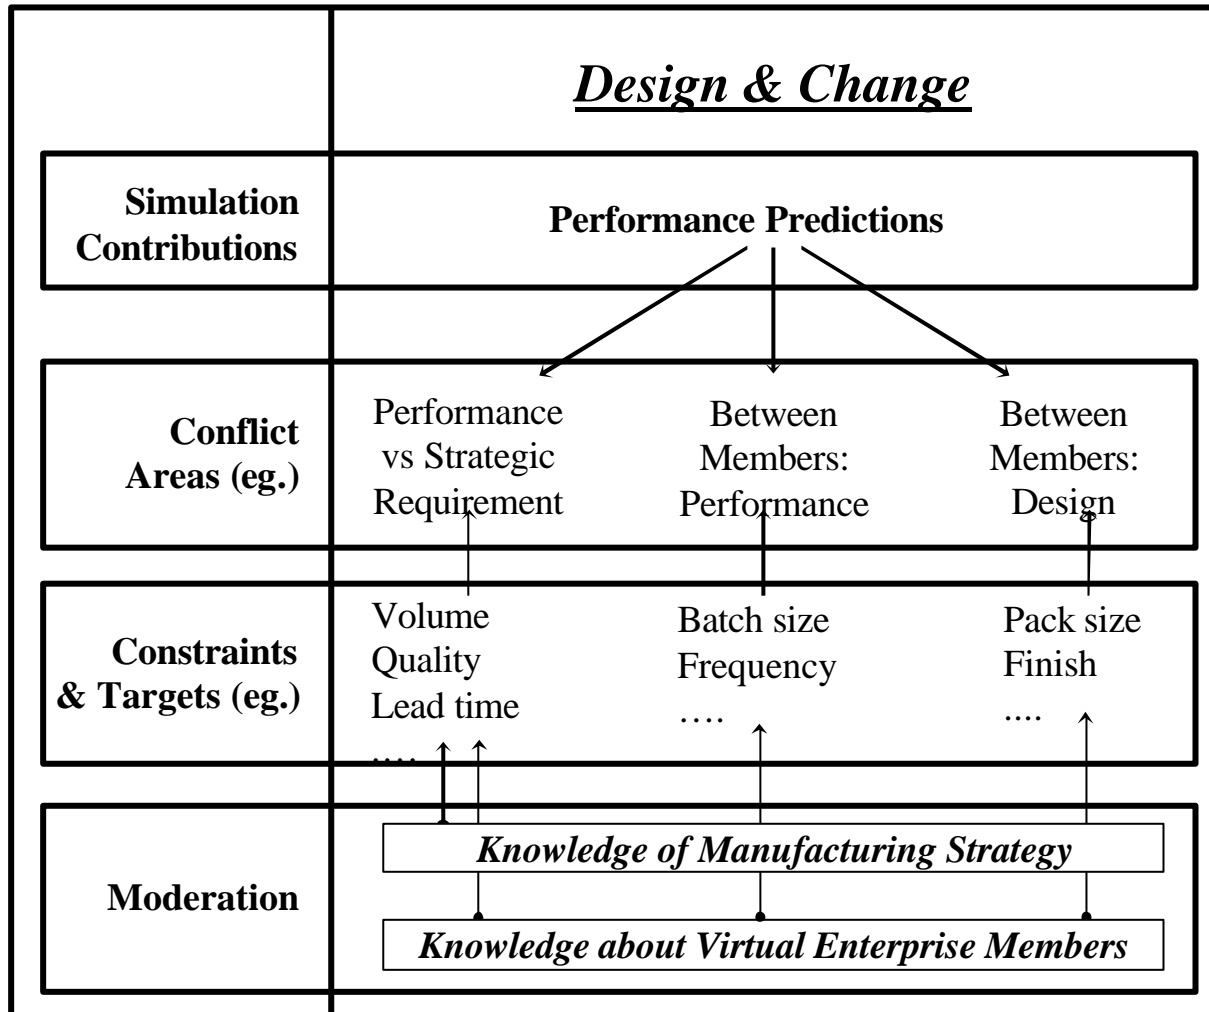 Design & Change
Simulation
Contributions
Performance Predictions
Conflict
Areas (eg.)
Performance
vs Strategic
Requirement
Between
Members:
Performance
Between
Members:
Design
Constraints
& Targets (eg.)
Volume
Quality
Lead time
....
Batch size
Frequency
....
Pack size
Finish
....
Moderation
Knowledge of Manufacturing Strategy
Knowledge about Virtual Enterprise Members